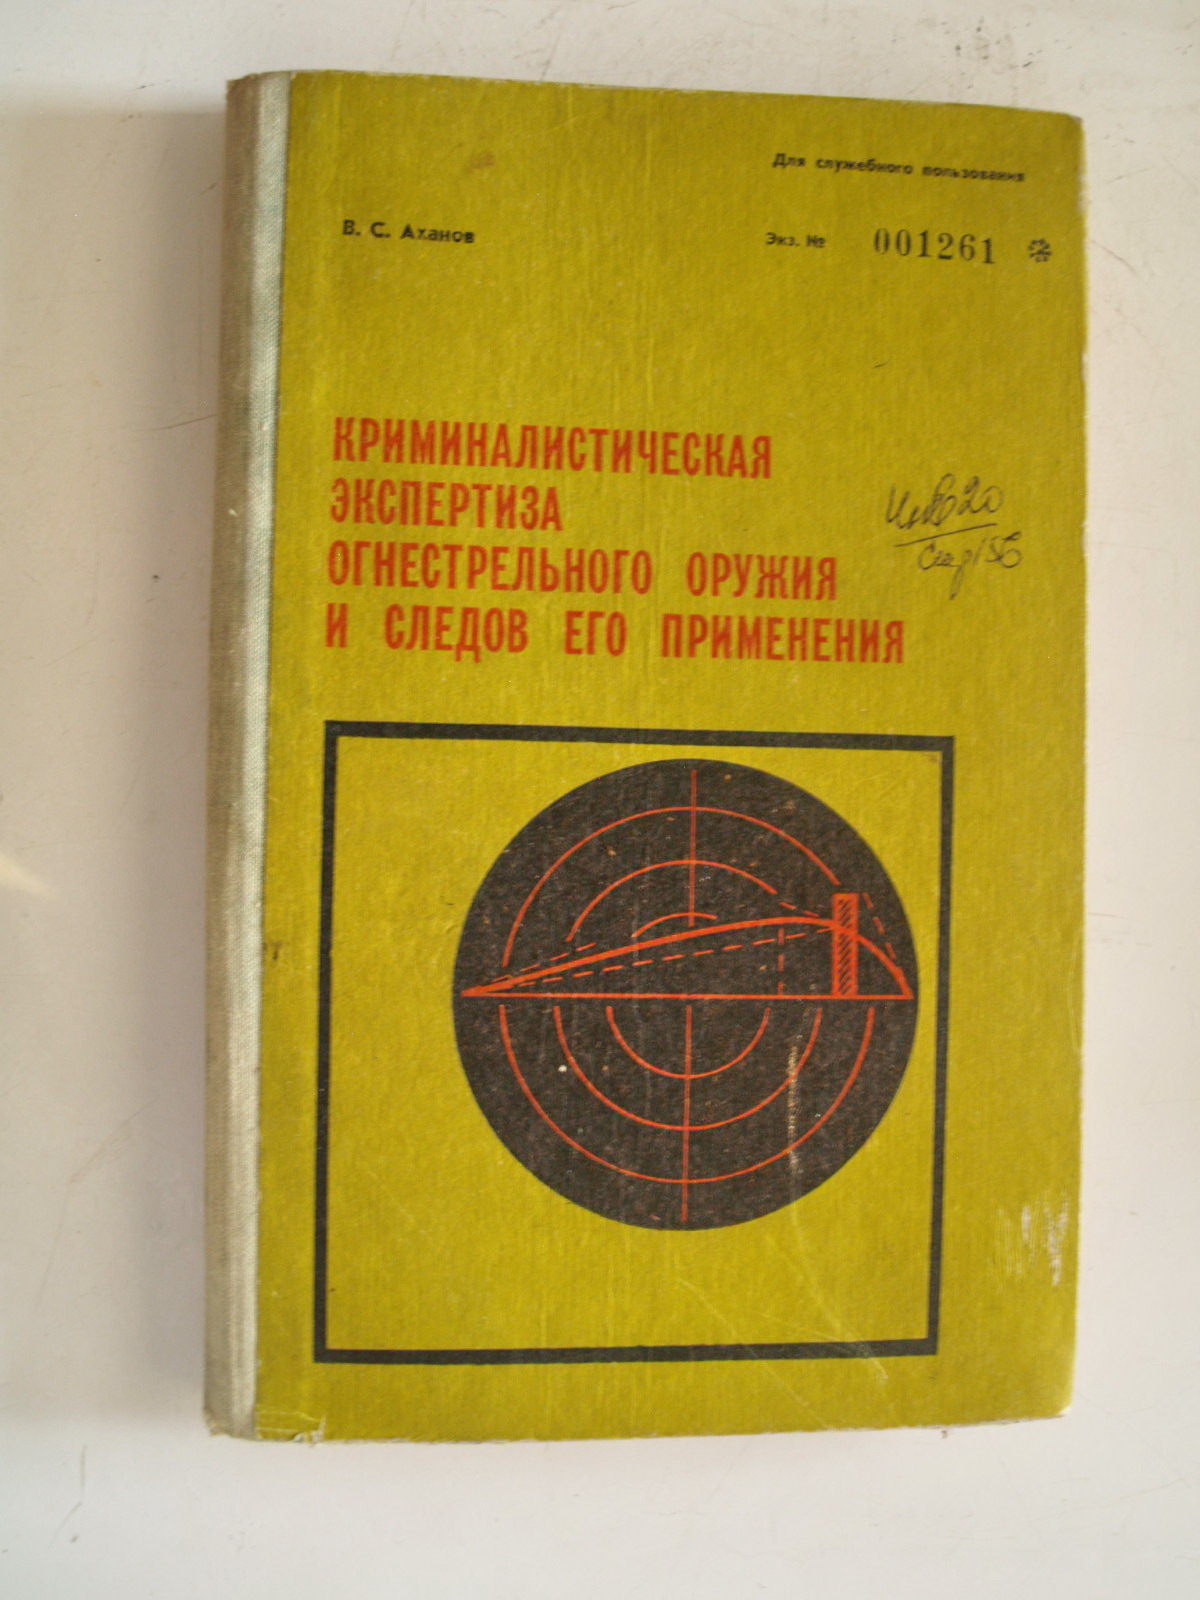 Для служебного пользования
В. С. Аханов
Экз. № 001261
КРИМИНАЛИСТИЧЕСКАЯ
ЭКСПЕРТИЗА
ОГНЕСТРЕЛЬНОГО ОРУЖИЯ
И СЛЕДОВ ЕГО ПРИМЕНЕНИЯ